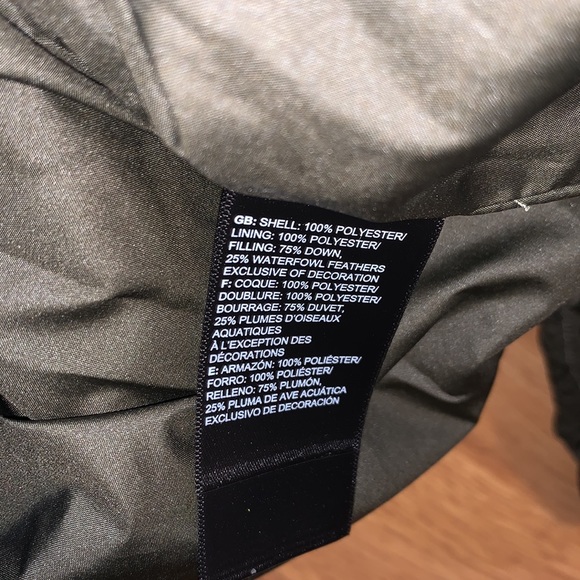 GB: SHELL: 100% POLYESTER/
LINING: 100% POLYESTER/
FILLING: 75% DOWN,
25% WATERFOWL FEATHERS
EXCLUSIVE OF DECORATION
F: COQUE: 100% POLYESTER/
DOUBLURE: 100% POLYESTER/
BOURRAGE: 75% DUVET,
25% PLUMES D'OISEAUX
AQUATIQUES
À L'EXCEPTION DES
DÉCORATIONS
E: ARMAZÓN: 100% POLIÉSTER/
FORRO: 100% POLIÉSTER/
RELLENO: 75% PLUMÓN,
25% PLUMA DE AVE ACUÁTICA
EXCLUSIVO DE DECORACIÓN